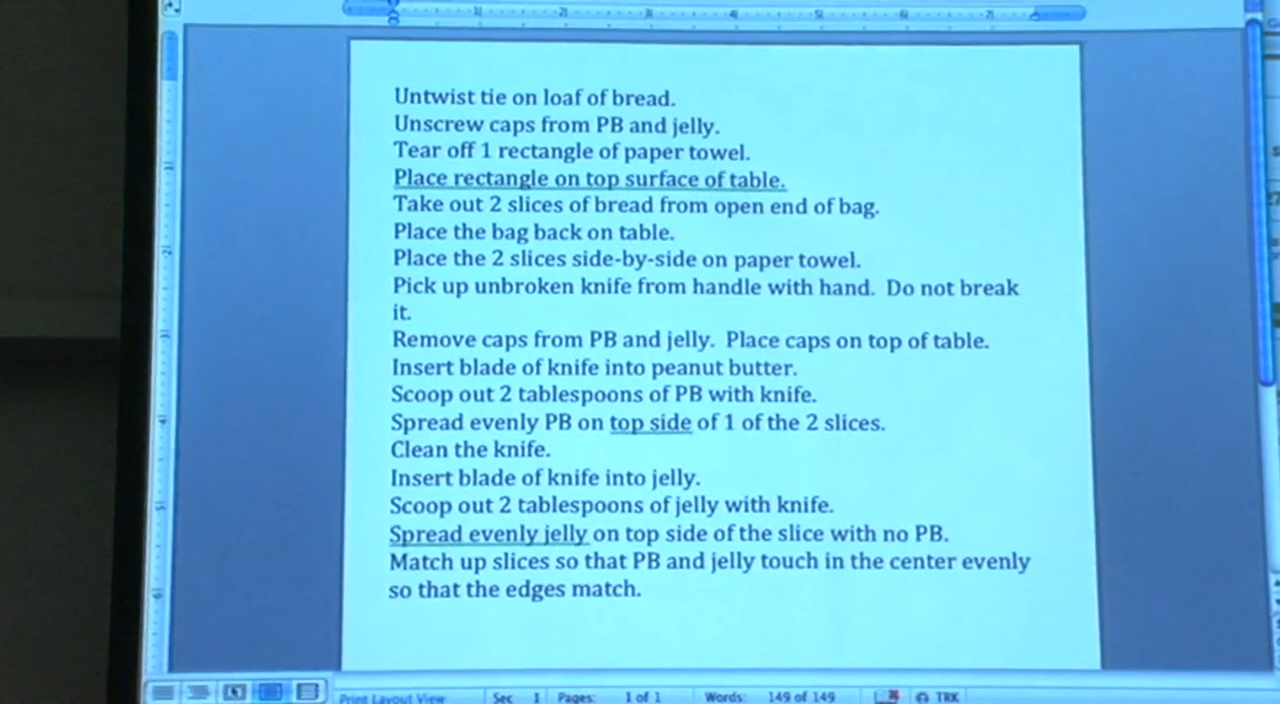 Untwist tie on loaf of bread.
Unscrew caps from PB and jelly.
Tear off 1 rectangle of paper towel.
Place rectangle on top surface of table.
Take out 2 slices of bread from open end of bag.
Place the bag back on table.
Place the 2 slices side-by-side on paper towel.
Pick up unbroken knife from handle with hand.  Do not break
it.
Remove caps from PB and jelly.  Place caps on top of table.
Insert blade of knife into peanut butter.
Scoop out 2 tablespoons of PB with knife.
Spread evenly PB on top side of 1 of the 2 slices.
Clean the knife.
Insert blade of knife into jelly.
Scoop out 2 tablespoons of jelly with knife.
Spread evenly jelly on top side of the slice with no PB.
Match up slices so that PB and jelly touch in the center evenly
so that the edges match.
Print Layout View Sec 1 Pages: 1 of 1 Words: 149 of 149 TRK